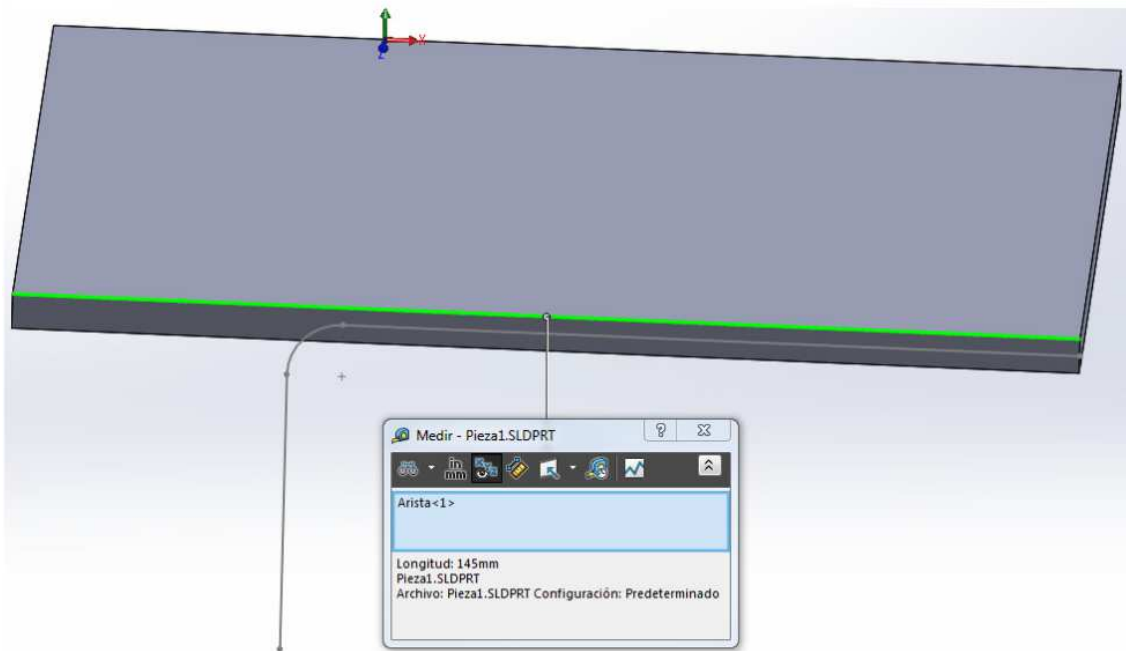 X
Z
Medir - Pieza1.SLDPRT
?
in
mm
Arista<1>
Longitud: 145mm
Pieza1.SLDPRT
Archivo: Pieza1.SLDPRT Configuración: Predeterminado